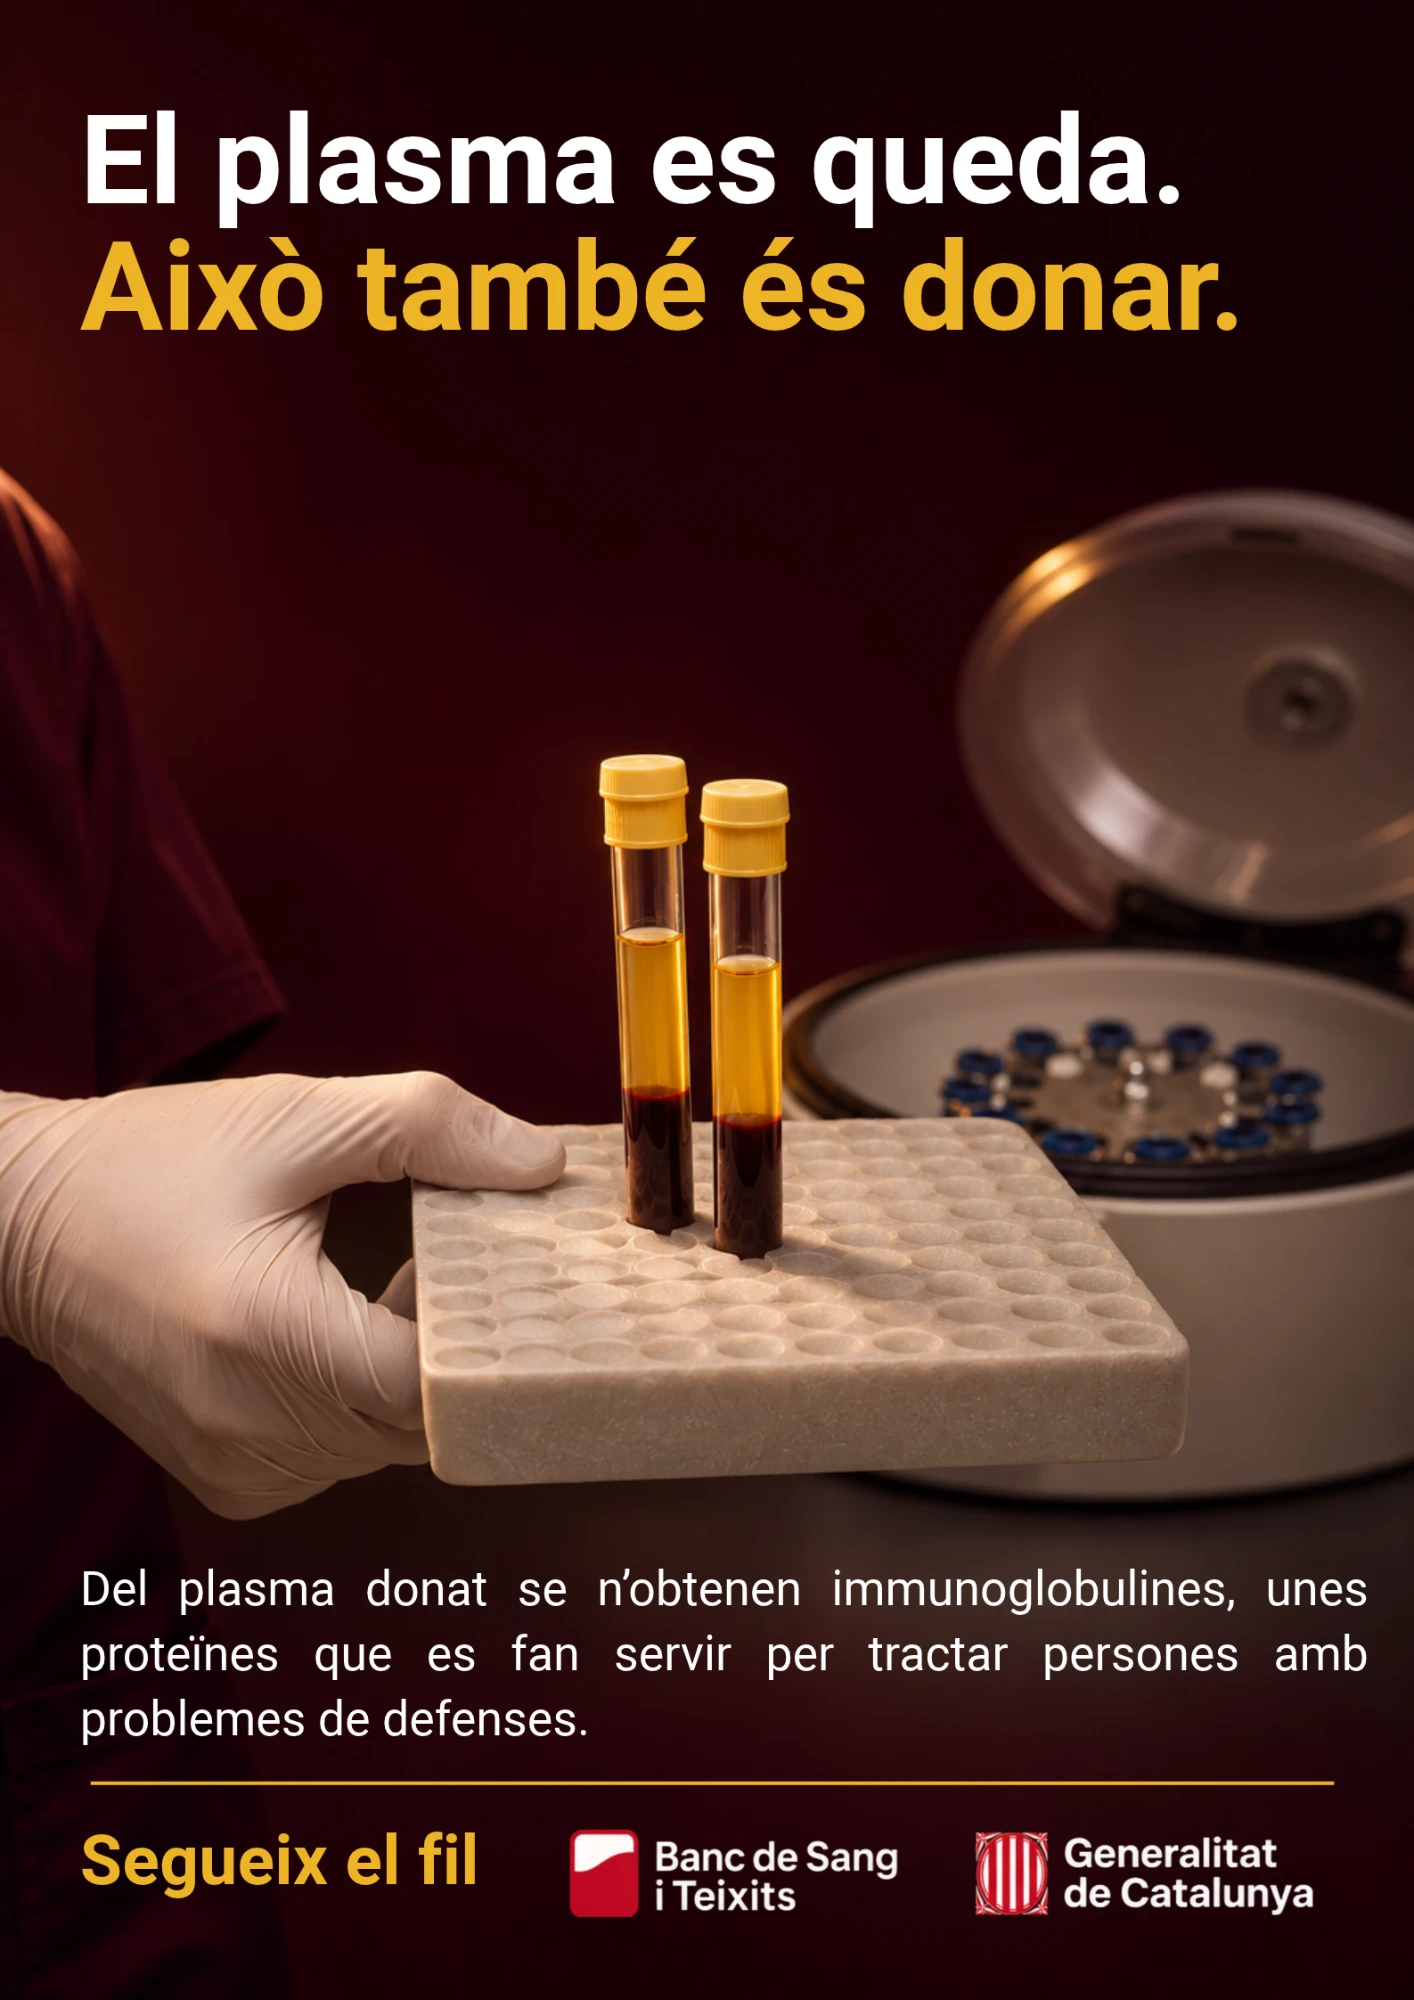 El plasma es queda.
Això també és donar.
Del plasma donat se n’obtenen immunoglobulines, unes
proteïnes que es fan servir per tractar persones amb
problemes de defenses.
Segueix el fil
Banc de Sang
i Teixits
Generalitat
de Catalunya